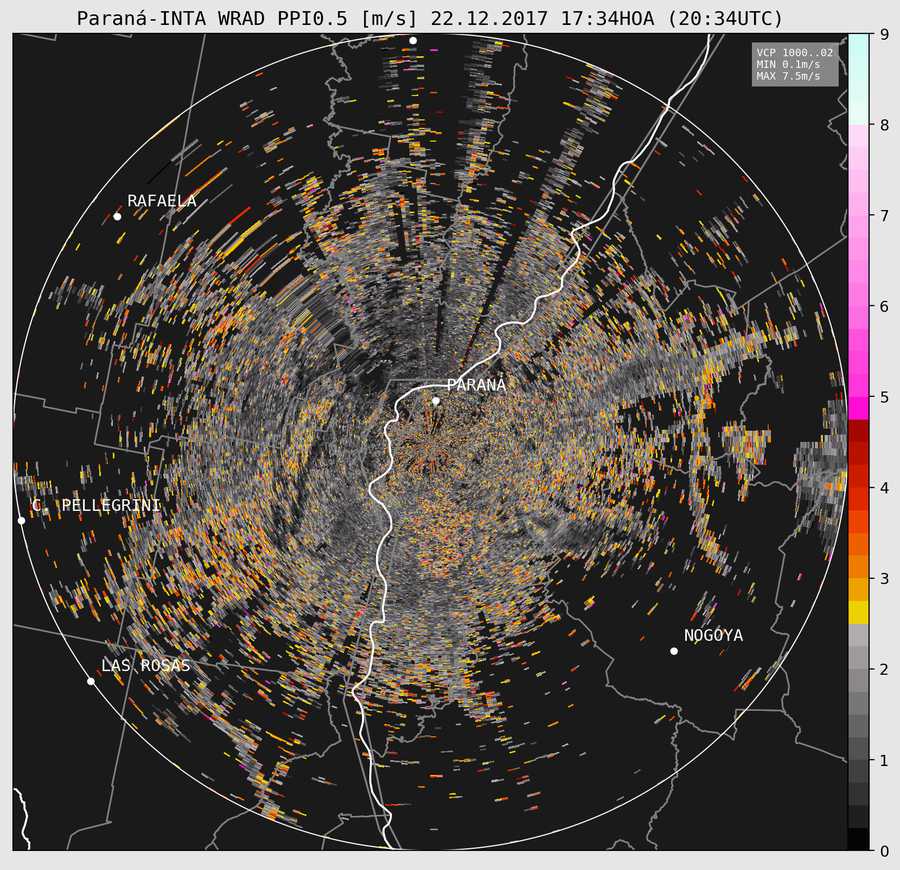 Paraná-INTA WRAD PPI0.5 [m/s] 22.12.2017 17:34HOA (20:34UTC)
VCP 1000..02
MIN 0.1m/s
MAX 7.5m/s
RAFAELA
PARANÁ
C. PELLEGRINI
NOGOYA
LAS ROSAS
9
8
7
6
5
4
3
2
1
0